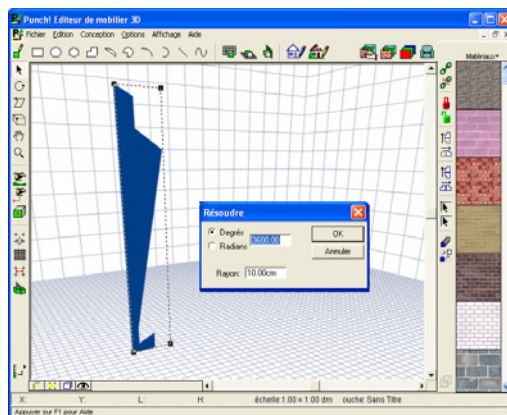 Punch! Editeur de mobilier 3D
Fichier Edition Conception Options Affichage Aide
Matériaux
Résoudre
Degrés
Radians
0600.00
OK
Annuler
Rayon: 10.00cm
X: Y: L: H: échelle:1.00 = 1.00 dm ouche: Sans Titre
Appuyer sur F1 pour Aide